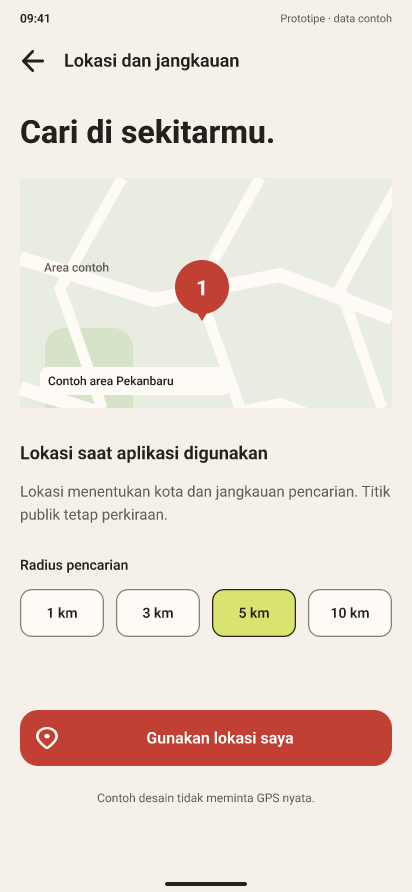 09:41
Prototipe · data contoh
Lokasi dan jangkauan
Cari di sekitarmu.
Area contoh
1
Contoh area Pekanbaru
Lokasi saat aplikasi digunakan
Lokasi menentukan kota dan jangkauan pencarian. Titik
publik tetap perkiraan.
Radius pencarian
1 km
3 km
5 km
10 km
Gunakan lokasi saya
Contoh desain tidak meminta GPS nyata.